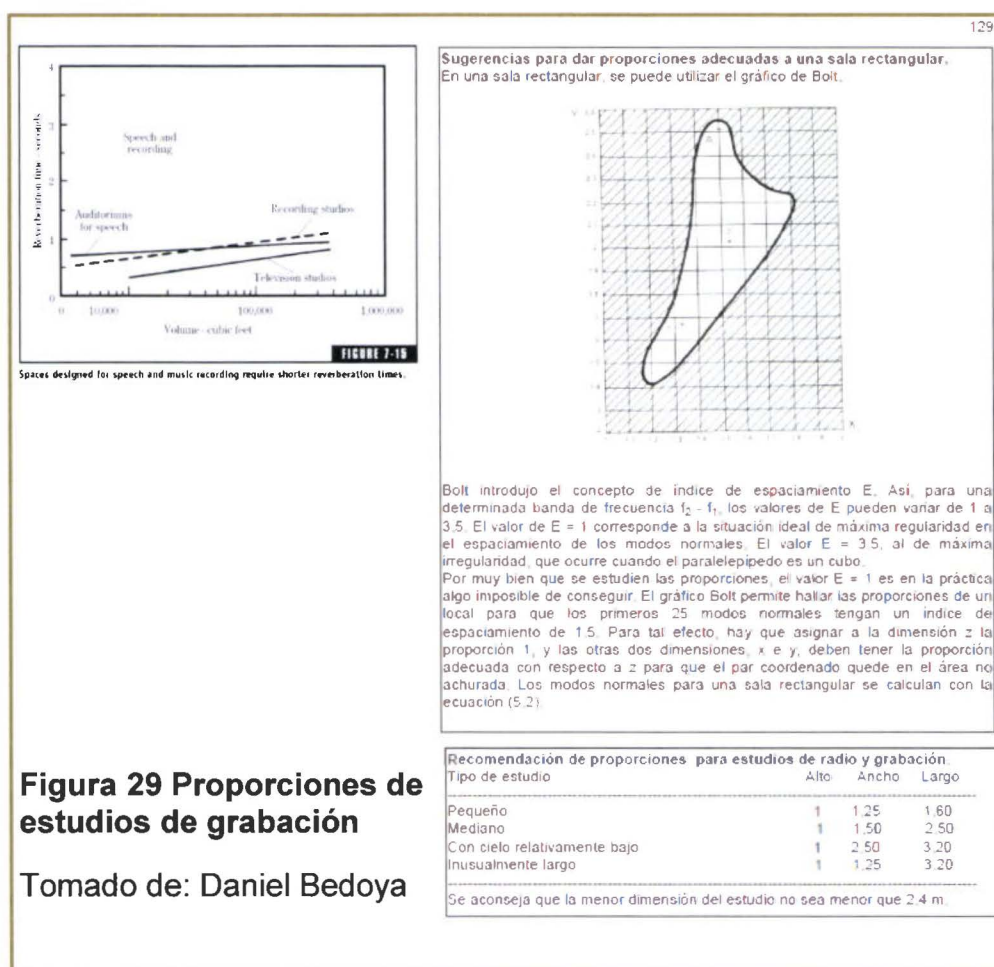 129
4
3
2
1
0
Reverberation time - seconds
Speech and
recording
Auditoriums
for speech
Recording studios
Television studios
0 10,000 100,000 1,000,000
Volume - cubic feet
FIGURE 7-15
Spaces designed for speech and music recording require shorter reverberation times.
Sugerencias para dar proporciones adecuadas a una sala rectangular.
En una sala rectangular, se puede utilizar el gráfico de Bolt.
X
Bolt introdujo el concepto de índice de espaciamiento E. Así, para una
determinada banda de frecuencia f₂ - f₁, los valores de E pueden variar de 1 a
3,5. El valor de E = 1 corresponde a la situación ideal de máxima regularidad en
el espaciamiento de los modos normales. El valor E = 3,5, al de máxima
irregularidad, que ocurre cuando el paralelepípedo es un cubo.
Por muy bien que se estudien las proporciones, el valor E = 1 es en la práctica
algo imposible de conseguir. El gráfico Bolt permite hallar las proporciones de un
local para que los primeros 25 modos normales tengan un índice de
espaciamiento de 1,5. Para tal efecto, hay que asignar a la dimensión z la
proporción 1, y las otras dos dimensiones, x e y, deben tener la proporción
adecuada con respecto a z para que el par coordenado quede en el área no
achurada. Los modos normales para una sala rectangular se calculan con la
ecuación (5.2)
Figura 29 Proporciones de
estudios de grabación
Tomado de: Daniel Bedoya
Recomendación de proporciones para estudios de radio y grabación.
Tipo de estudio Alto Ancho Largo
Pequeño 1 1,25 1,60
Mediano 1 1,50 2,50
Con cielo relativamente bajo 1 2,50 3,20
Inusualmente largo 1 1,25 3,20
Se aconseja que la menor dimensión del estudio no sea menor que 2,4 m.